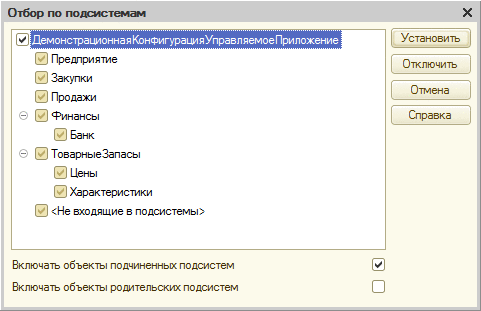 Отбор по подсистемам
ДемонстрационнаяКонфигурацияУправляемоеПриложение
Предприятие
Закупки
Продажи
Финансы
Банк
ТоварныеЗапасы
Цены
Характеристики
<Не входящие в подсистемы>
Установить
Отключить
Отмена
Справка
Включать объекты подчиненных подсистем
Включать объекты родительских подсистем